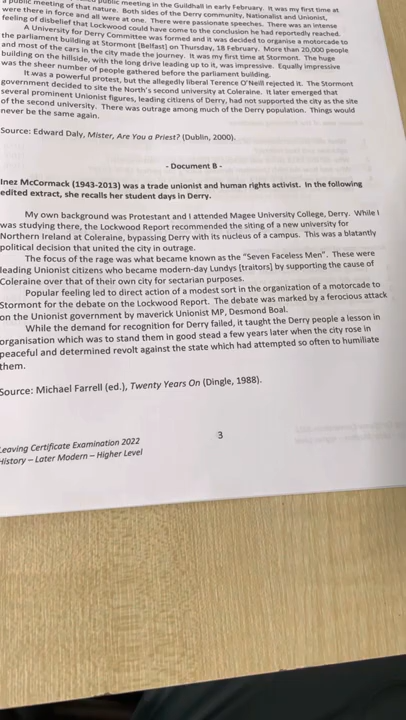 public meeting in the Guildhall in early February. It was my first time at
a public meeting of that nature. Both sides of the Derry community, Nationalist and Unionist,
were there in force and all were at one. There were passionate speeches. There was an intense
feeling of disbelief that Lockwood could have come to the conclusion he had reportedly reached.
A University for Derry Committee was formed and it was decided to organise a motorcade to
the parliament building at Stormont [Belfast] on Thursday, 18 February. More than 20,000 people
and most of the cars in the city made the journey. It was my first time at Stormont. The huge
building on the hillside, with the long drive leading up to it, was impressive. Equally impressive
was the sheer number of people gathered before the parliament building.
It was a powerful protest, but the allegedly liberal Terence O'Neill rejected it. The Stormont
government decided to site the North's second university at Coleraine. It later emerged that
several prominent Unionist figures, leading citizens of Derry, had not supported the city as the site
of the second university. There was outrage among much of the Derry population. Things would
never be the same again.
Source: Edward Daly, Mister, Are You a Priest? (Dublin, 2000).
- Document B -
Inez McCormack (1943-2013) was a trade unionist and human rights activist. In the following
edited extract, she recalls her student days in Derry.
My own background was Protestant and I attended Magee University College, Derry. While I
was studying there, the Lockwood Report recommended the siting of a new university for
Northern Ireland at Coleraine, bypassing Derry with its nucleus of a campus. This was a blatantly
political decision that united the city in outrage.
The focus of the rage was what became known as the "Seven Faceless Men". These were
leading Unionist citizens who became modern-day Lundys [traitors] by supporting the cause of
Coleraine over that of their own city for sectarian purposes.
Popular feeling led to direct action of a modest sort in the organization of a motorcade to
Stormont for the debate on the Lockwood Report. The debate was marked by a ferocious attack
on the Unionist government by maverick Unionist MP, Desmond Boal.
While the demand for recognition for Derry failed, it taught the Derry people a lesson in
organisation which was to stand them in good stead a few years later when the city rose in
peaceful and determined revolt against the state which had attempted so often to humiliate
them.
Source: Michael Farrell (ed.), Twenty Years On (Dingle, 1988).
Leaving Certificate Examination 2022
History – Later Modern – Higher Level
3